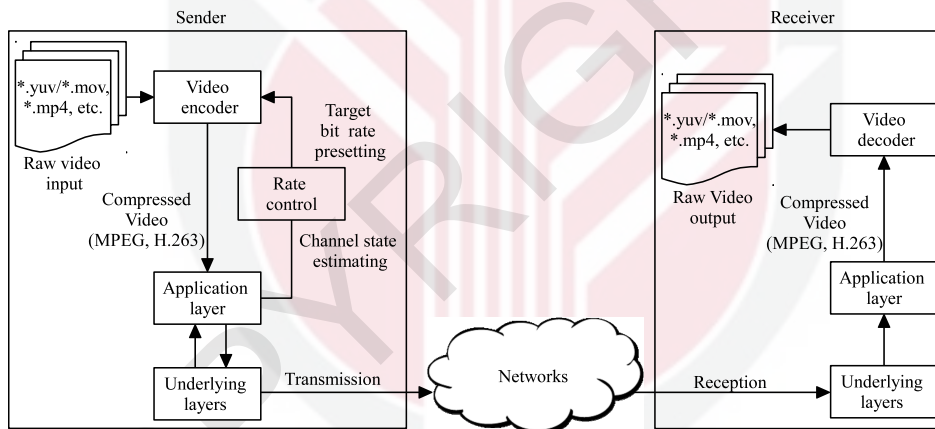 Sender
Receiver
*.yuv/*.mov,
*.mp4, etc.
Raw video
input
Video
encoder
Target
bit rate
presetting
Rate
control
Compressed
Video
(MPEG, H.263)
Channel state
estimating
Application
layer
Underlying
layers
Transmission
Networks
Reception
*.yuv/*.mov,
*.mp4, etc.
Raw Video
output
Video
decoder
Compressed
Video
(MPEG, H.263)
Application
layer
Underlying
layers
PYRIG